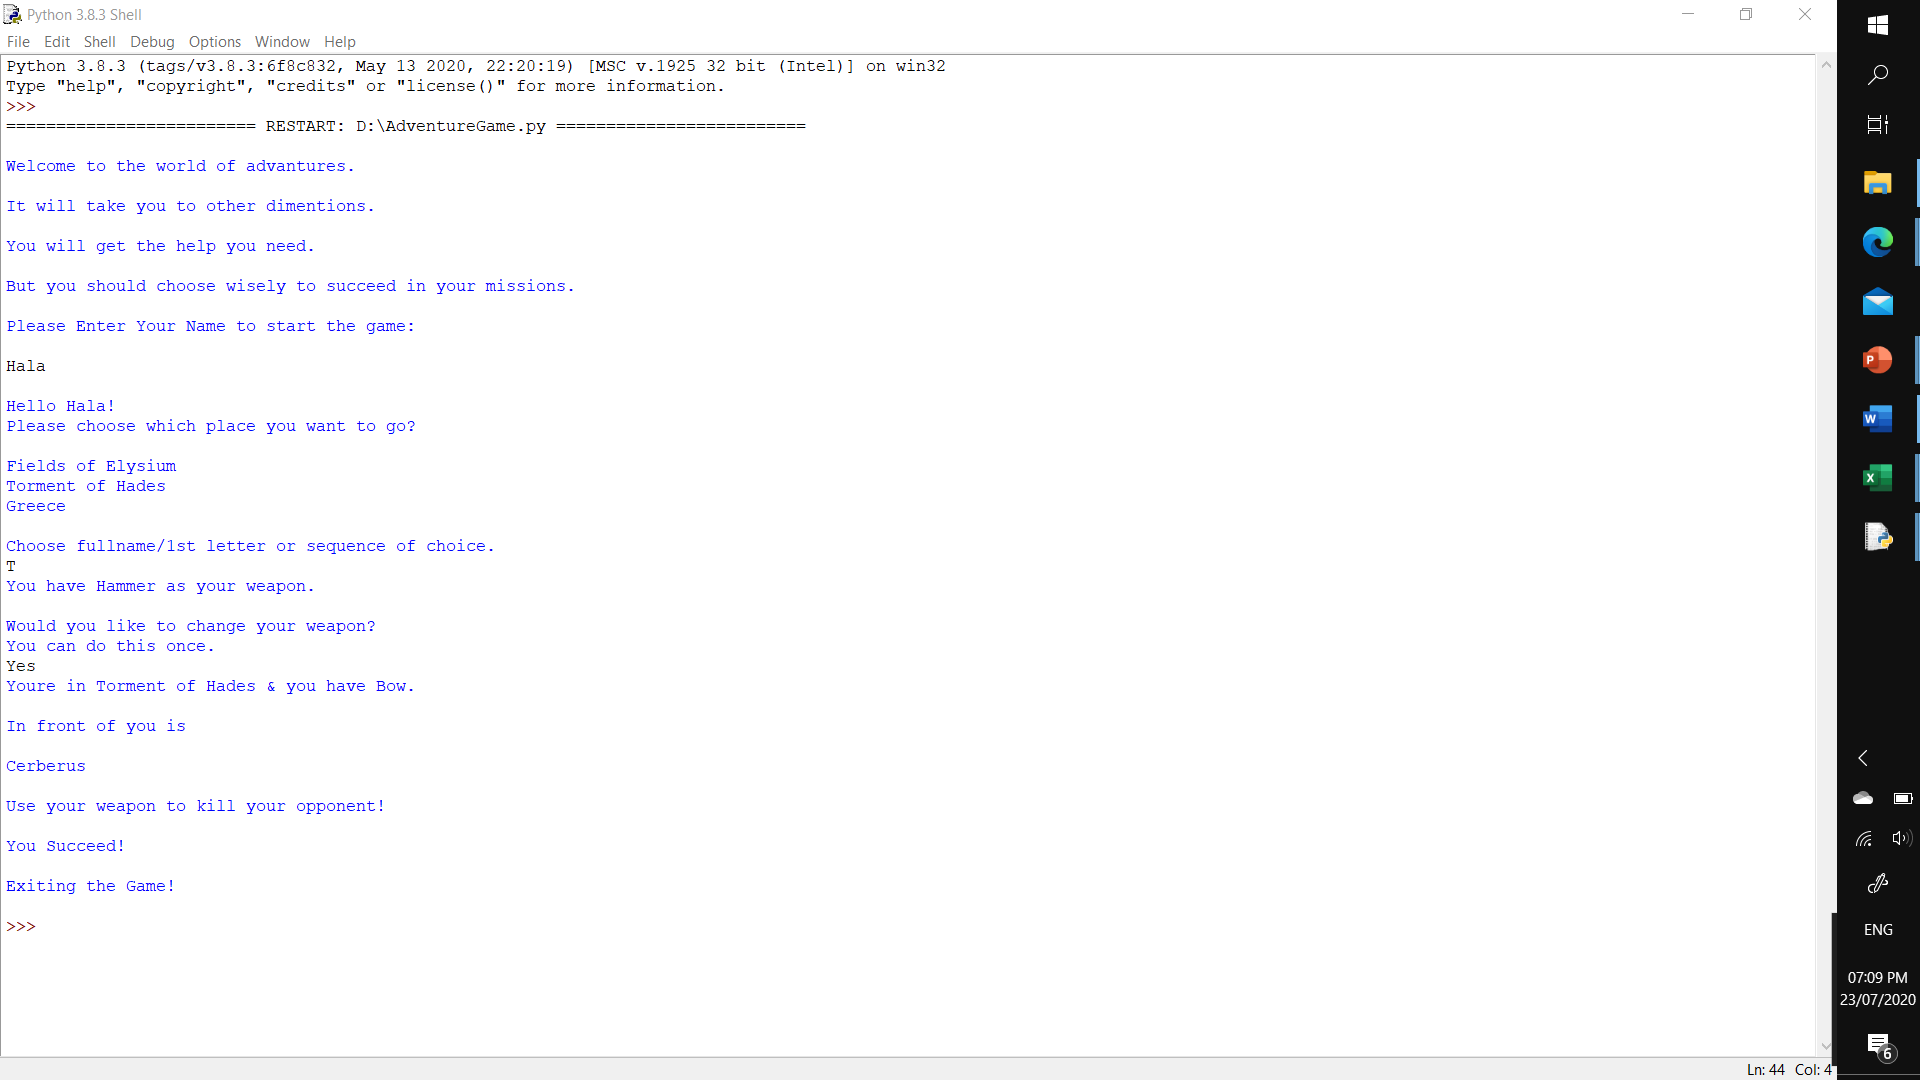 Python 3.8.3 Shell
File Edit Shell Debug Options Window Help
Python 3.8.3 (tags/v3.8.3:6f8c832, May 13 2020, 22:20:19) [MSC v.1925 32 bit (Intel)] on win32
Type "help", "copyright", "credits" or "license()" for more information.
>>>
========================= RESTART: D:\AdventureGame.py =========================
Welcome to the world of advantures.
It will take you to other dimentions.
You will get the help you need.
But you should choose wisely to succeed in your missions.
Please Enter Your Name to start the game:
Hala
Hello Hala!
Please choose which place you want to go?
Fields of Elysium
Torment of Hades
Greece
Choose fullname/1st letter or sequence of choice.
T
You have Hammer as your weapon.
Would you like to change your weapon?
You can do this once.
Yes
Youre in Torment of Hades & you have Bow.
In front of you is
Cerberus
Use your weapon to kill your opponent!
You Succeed!
Exiting the Game!
>>>
Ln: 44 Col: 4
P
W
X
ENG
07:09 PM
23/07/2020
6